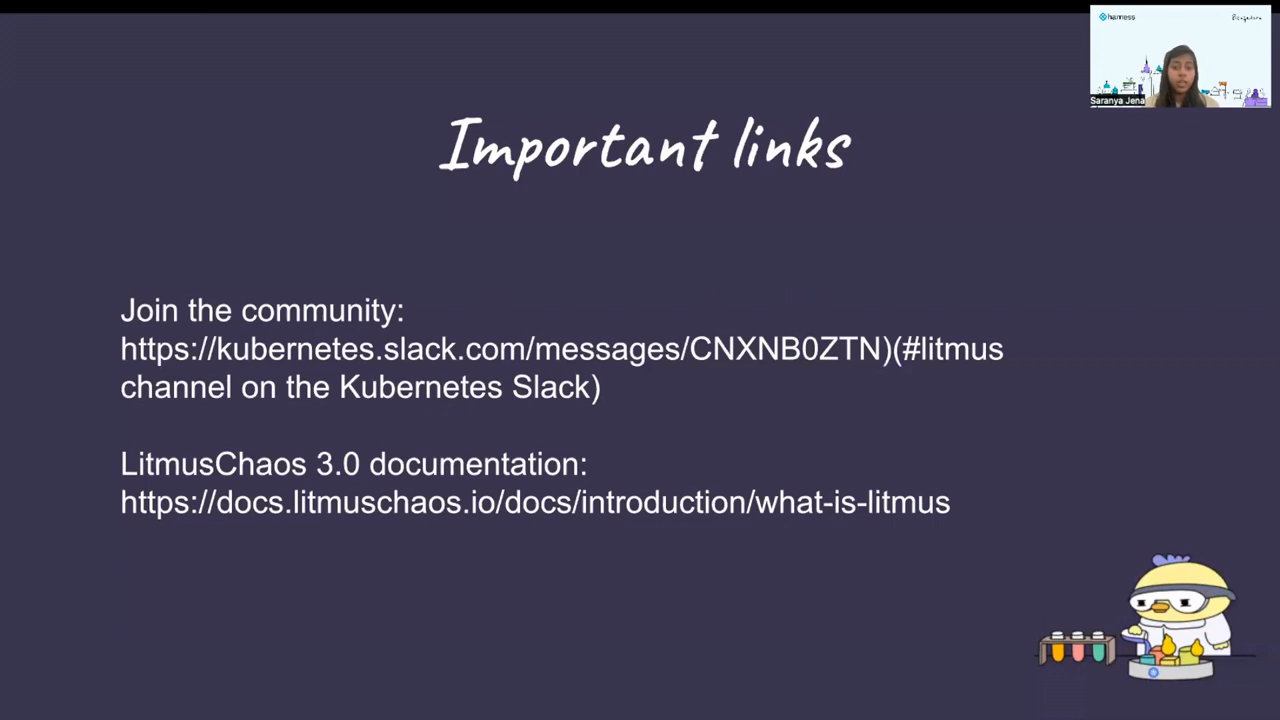 harness
Bengaluru
Saranya Jena
Important links
Join the community:
https://kubernetes.slack.com/messages/CNXNB0ZTN)(#litmus
channel on the Kubernetes Slack)
LitmusChaos 3.0 documentation:
https://docs.litmuschaos.io/docs/introduction/what-is-litmus